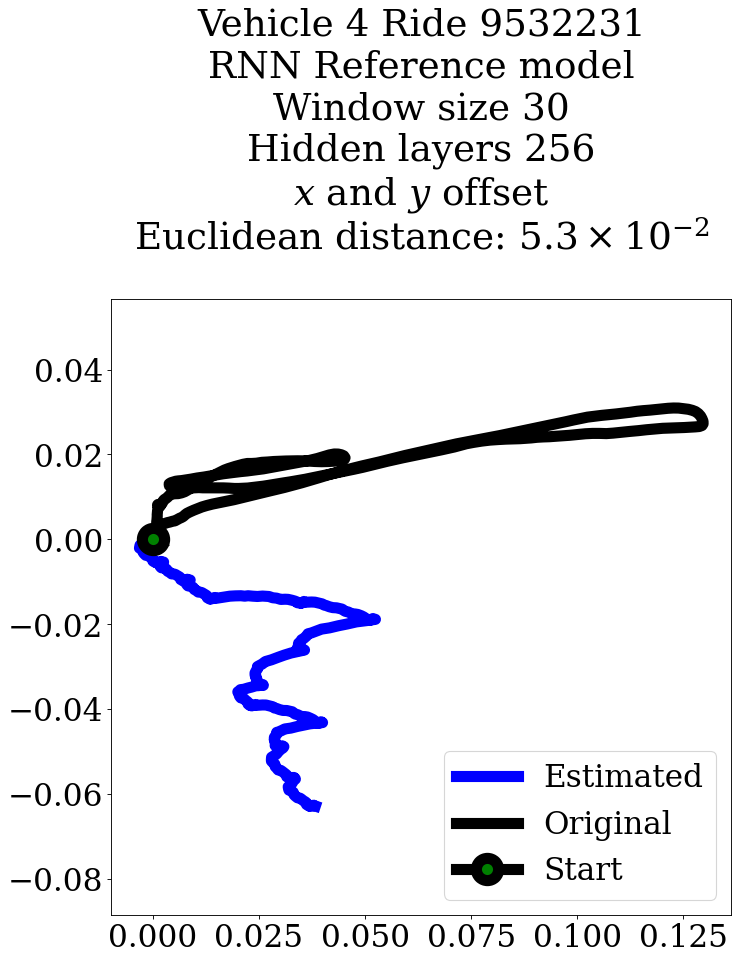 Vehicle 4 Ride 9532231
RNN Reference model
Window size 30
Hidden layers 256
x and y offset
Euclidean distance: 5.3 × 10⁻²
0.04
0.02
0.00
−0.02
−0.04
−0.06
−0.08
Estimated
Original
Start
0.000 0.025 0.050 0.075 0.100 0.125